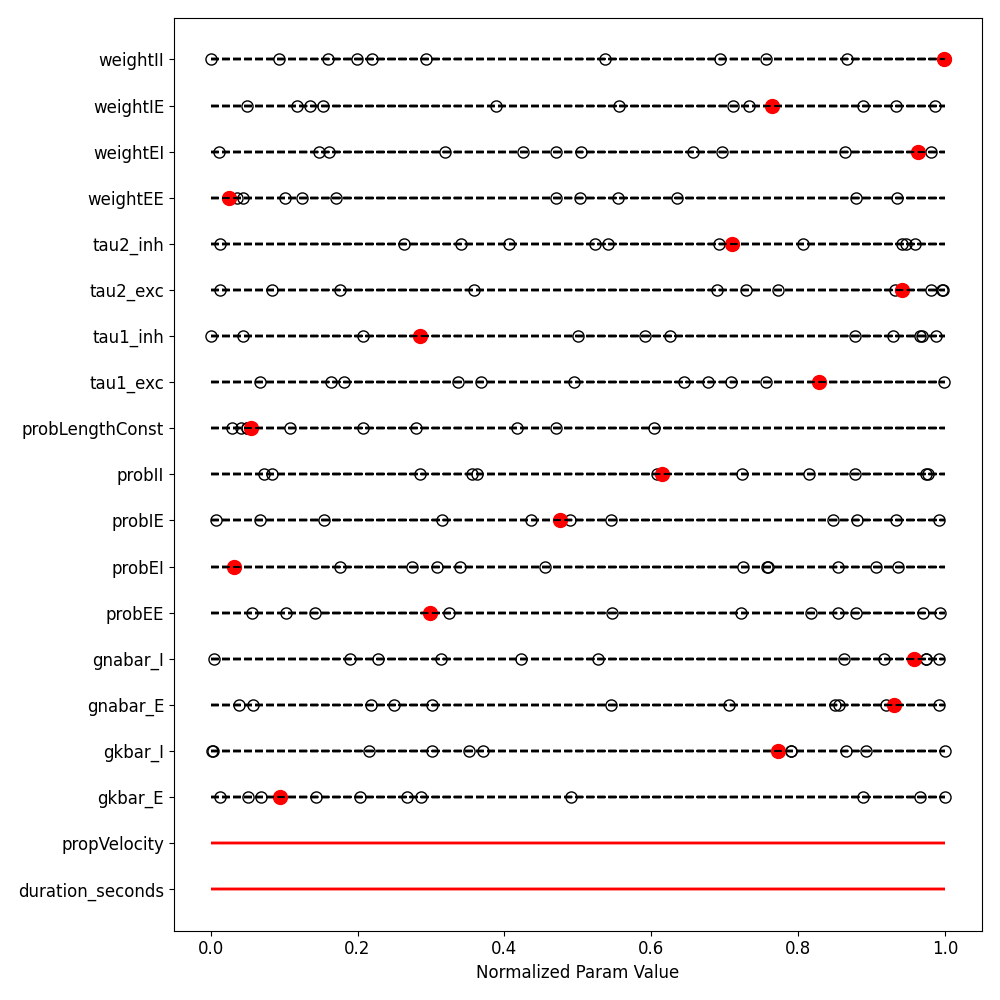 weightII
weightIE
weightEI
weightEE
tau2_inh
tau2_exc
tau1_inh
tau1_exc
probLengthConst
probII
probIE
probEI
probEE
gnabar_I
gnabar_E
gkbar_I
gkbar_E
propVelocity
duration_seconds
0.0 0.2 0.4 0.6 0.8 1.0
Normalized Param Value